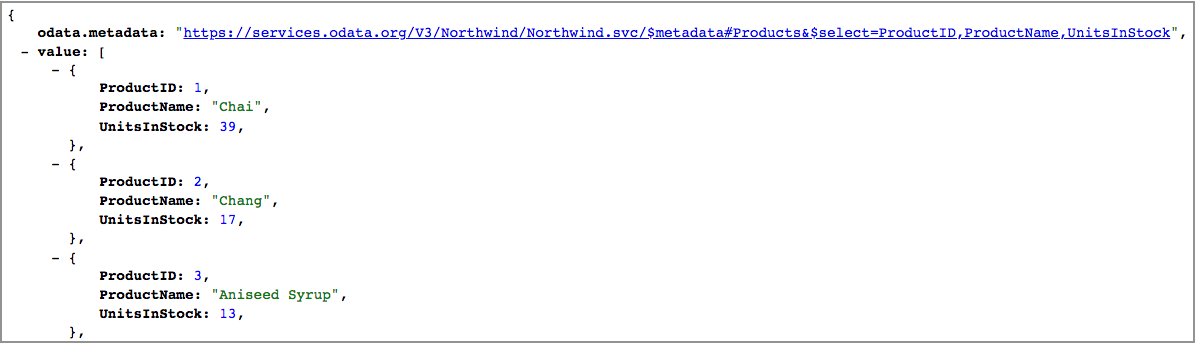 {
odata.metadata: "https://services.odata.org/V3/Northwind/Northwind.svc/$metadata#Products&$select=ProductID,ProductName,UnitsInStock",
– value: [
– {
ProductID: 1,
ProductName: "Chai",
UnitsInStock: 39,
},
– {
ProductID: 2,
ProductName: "Chang",
UnitsInStock: 17,
},
– {
ProductID: 3,
ProductName: "Aniseed Syrup",
UnitsInStock: 13,
},